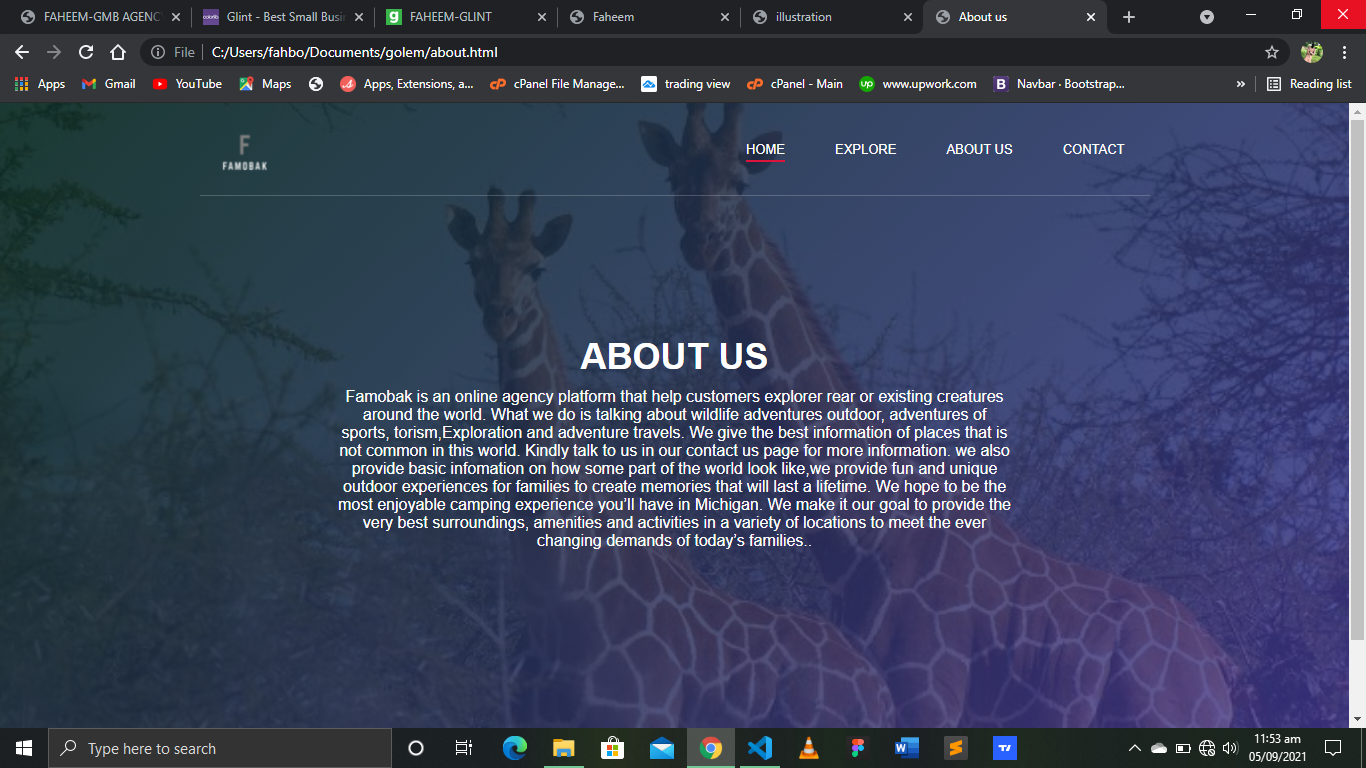 FAHEEM-GMB AGENC
Glint - Best Small Busi
FAHEEM-GLINT
Faheem
illustration
About us
File
C:/Users/fahbo/Documents/golem/about.html
Apps
Gmail
YouTube
Maps
Apps, Extensions, a...
cPanel File Manage...
trading view
cPanel - Main
www.upwork.com
Navbar · Bootstrap...
»
Reading list
F
FAMOBAK
HOME
EXPLORE
ABOUT US
CONTACT
ABOUT US
Famobak is an online agency platform that help customers explorer rear or existing creatures
around the world. What we do is talking about wildlife adventures outdoor, adventures of
sports, torism,Exploration and adventure travels. We give the best information of places that is
not common in this world. Kindly talk to us in our contact us page for more information. we also
provide basic infomation on how some part of the world look like,we provide fun and unique
outdoor experiences for families to create memories that will last a lifetime. We hope to be the
most enjoyable camping experience you’ll have in Michigan. We make it our goal to provide the
very best surroundings, amenities and activities in a variety of locations to meet the ever
changing demands of today’s families..
Type here to search
11:53 am
05/09/2021